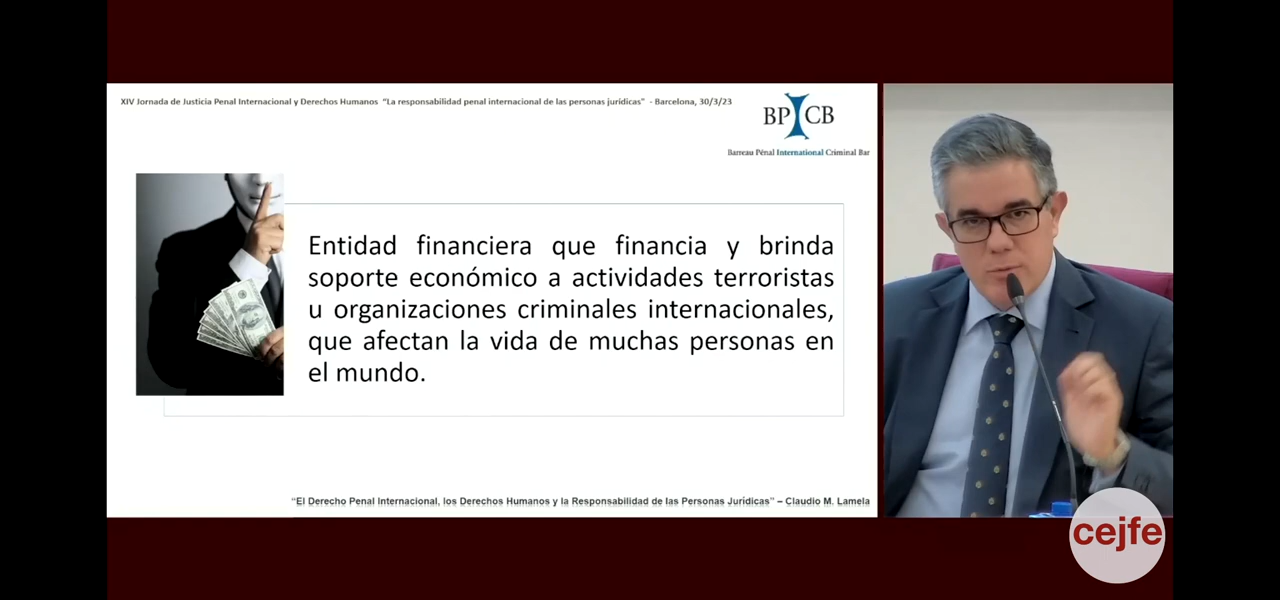 XIV Jornada de Justicia Penal Internacional y Derechos Humanos "La responsabilidad penal internacional de las personas jurídicas" - Barcelona, 30/3/23
BP CB
Barreau Pénal International Criminal Bar
Entidad financiera que financia y brinda
soporte económico a actividades terroristas
u organizaciones criminales internacionales,
que afectan la vida de muchas personas en
el mundo.
"El Derecho Penal Internacional, los Derechos Humanos y la Responsabilidad de las Personas Jurídicas" – Claudio M. Lamela
cejfe